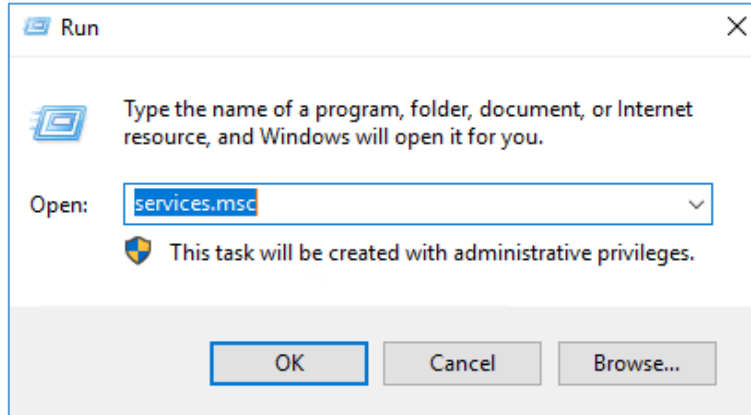 Run
Type the name of a program, folder, document, or Internet
resource, and Windows will open it for you.
Open:
services.msc
This task will be created with administrative privileges.
OK
Cancel
Browse...